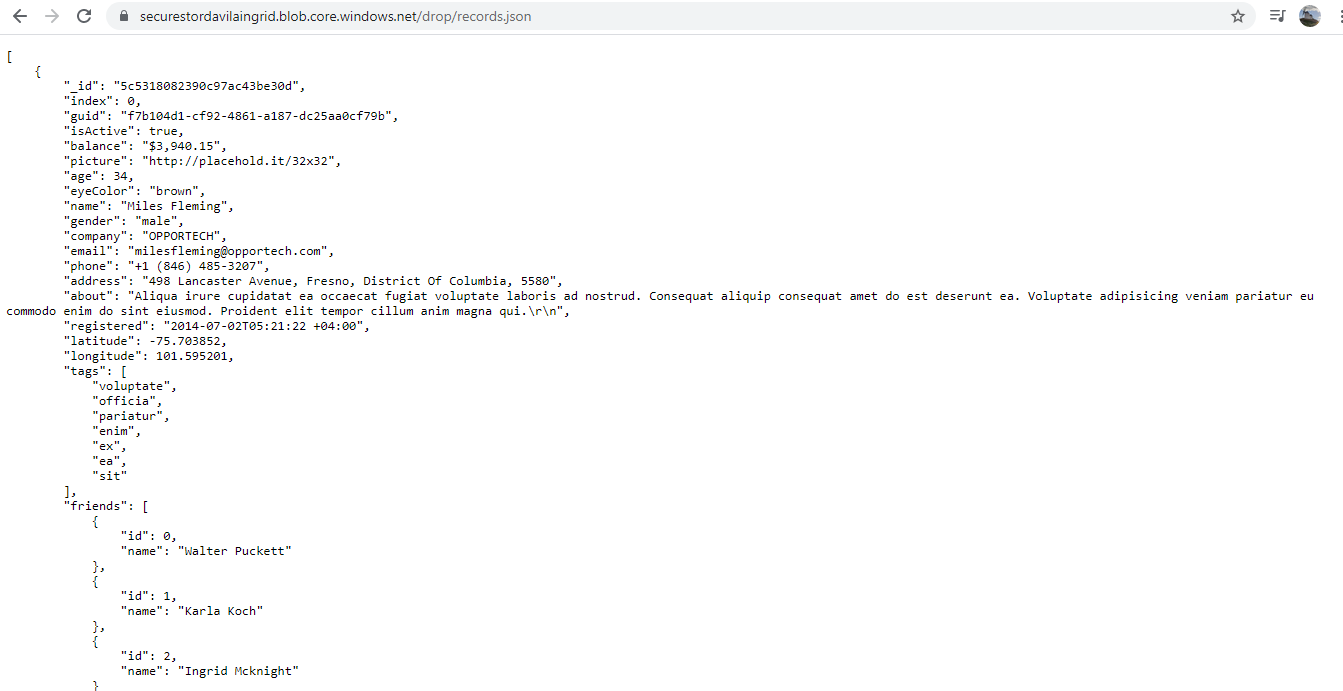 securestordavilaingrid.blob.core.windows.net/drop/records.json
[
    {
        "_id": "5c5318082390c97ac43be30d",
        "index": 0,
        "guid": "f7b104d1-cf92-4861-a187-dc25aa0cf79b",
        "isActive": true,
        "balance": "$3,940.15",
        "picture": "http://placehold.it/32x32",
        "age": 34,
        "eyeColor": "brown",
        "name": "Miles Fleming",
        "gender": "male",
        "company": "OPPORTECH",
        "email": "milesfleming@opportech.com",
        "phone": "+1 (846) 485-3207",
        "address": "498 Lancaster Avenue, Fresno, District Of Columbia, 5580",
        "about": "Aliqua irure cupidatat ea occaecat fugiat voluptate laboris ad nostrud. Consequat aliquip consequat amet do est deserunt ea. Voluptate adipisicing veniam pariatur eu
commodo enim do sint eiusmod. Proident elit tempor cillum anim magna qui.\r\n",
        "registered": "2014-07-02T05:21:22 +04:00",
        "latitude": -75.703852,
        "longitude": 101.595201,
        "tags": [
            "voluptate",
            "officia",
            "pariatur",
            "enim",
            "ex",
            "ea",
            "sit"
        ],
        "friends": [
            {
                "id": 0,
                "name": "Walter Puckett"
            },
            {
                "id": 1,
                "name": "Karla Koch"
            },
            {
                "id": 2,
                "name": "Ingrid Mcknight"
            }